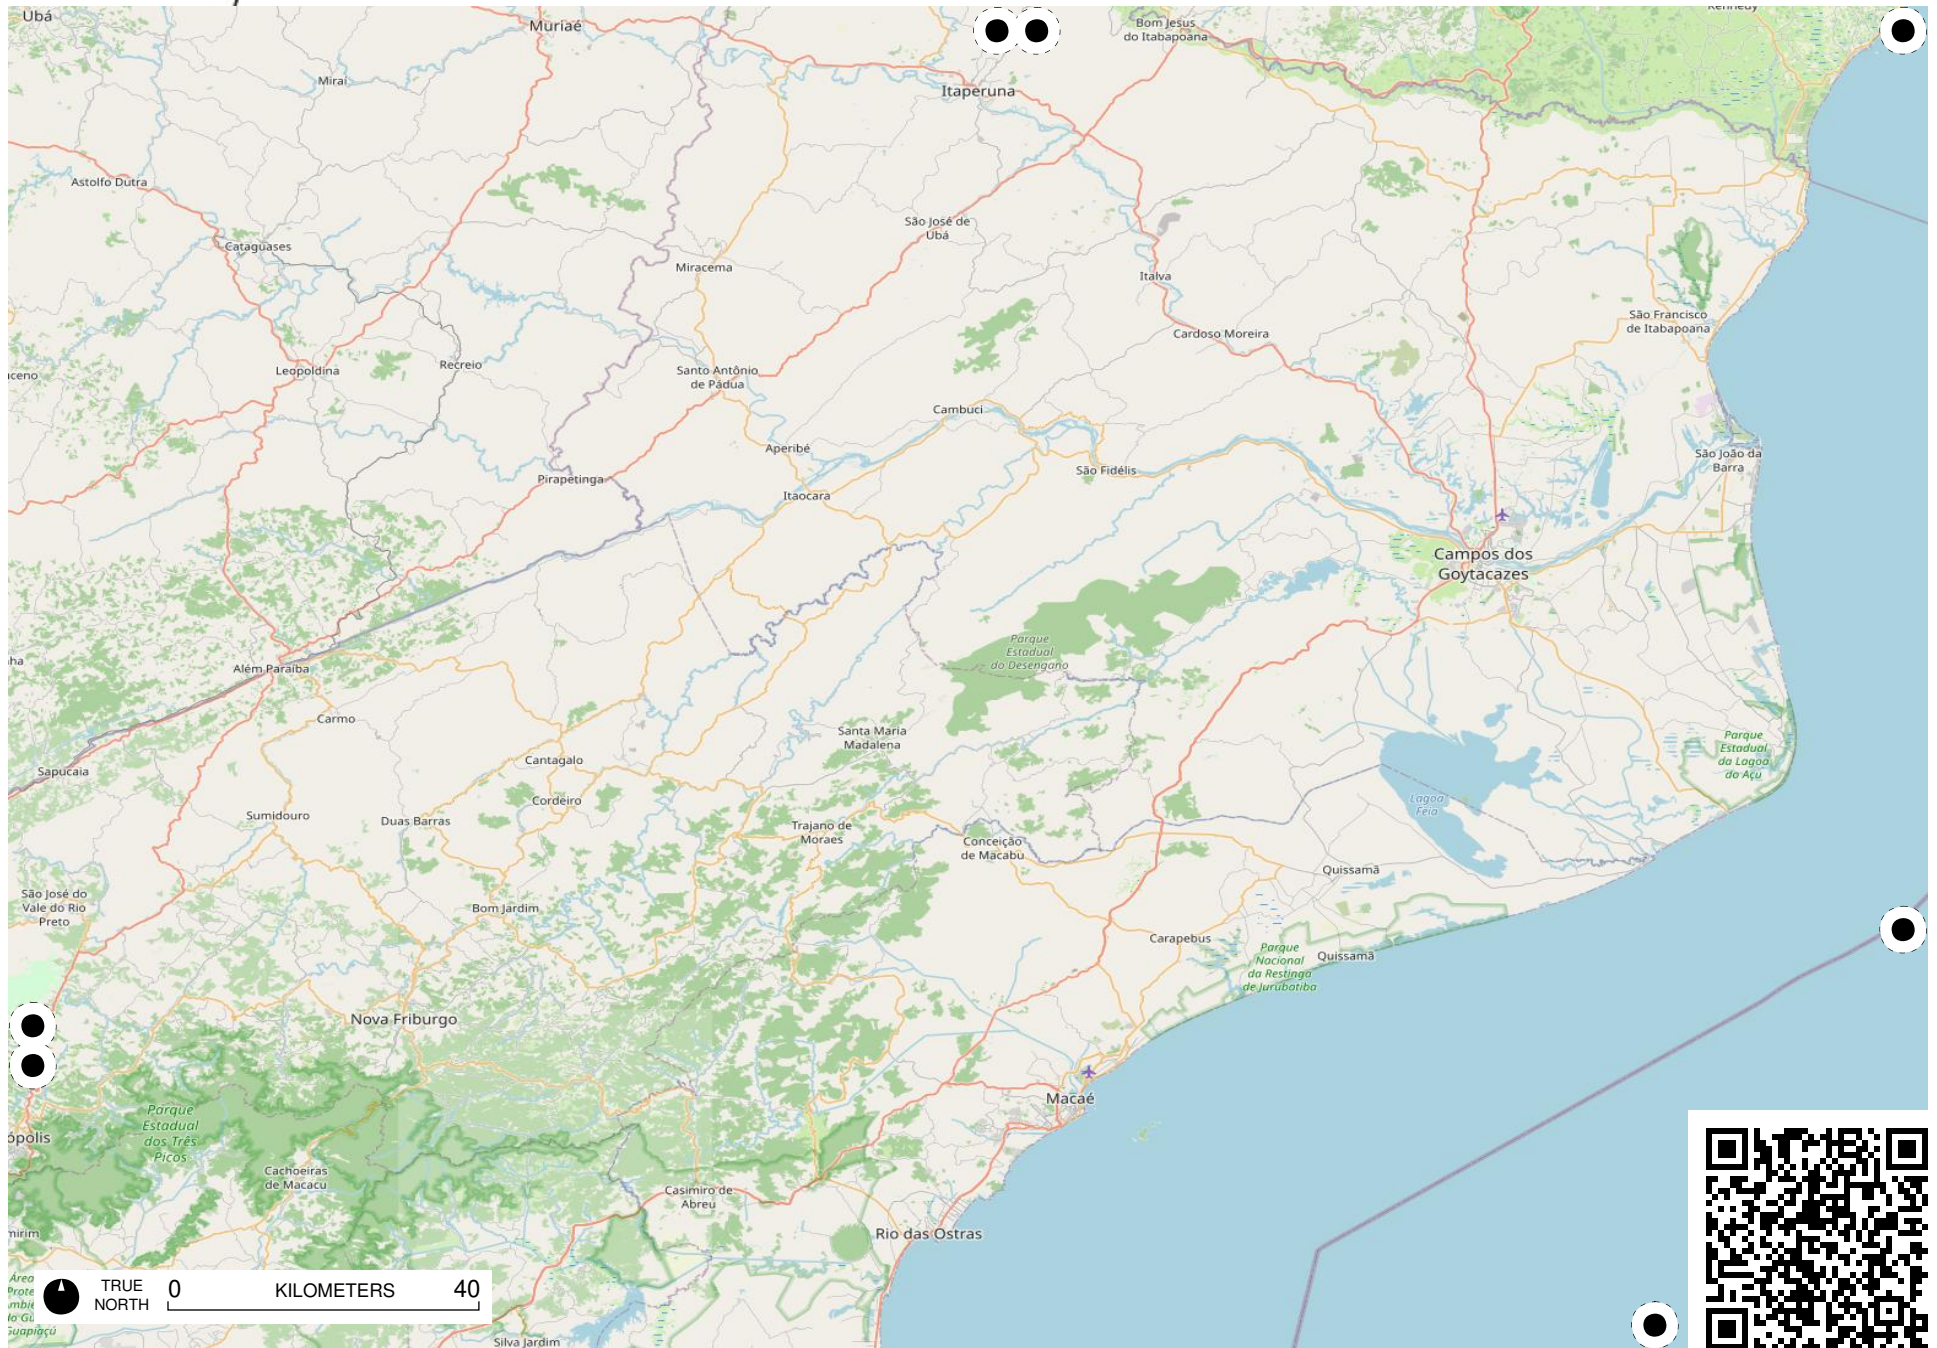 Ubá
Muriaé
Bom Jesus
do Itabapoana
Kennedy
Miraí
Itaperuna
Astolfo Dutra
São José de
Ubá
Cataguases
Miracema
Italva
São Francisco
de Itabapoana
Cardoso Moreira
Recreio
Leopoldina
Santo Antônio
de Pádua
Cambuci
Aperibé
São João da
Barra
São Fidélis
Pirapetinga
Itaocara
Campos dos
Goytacazes
Parque
Estadual
do Desengano
Além Paraíba
Carmo
Santa Maria
Madalena
Parque
Estadual
da Lagoa
do Açu
Cantagalo
Sapucaia
Cordeiro
Lagoa
Feia
Sumidouro
Duas Barras
Trajano de
Moraes
Conceição
de Macabu
Quissamã
São José do
Vale do Rio
Preto
Bom Jardim
Carapebus
Parque
Nacional
da Restinga
de Jurubatiba
Quissamã
Nova Friburgo
Macaé
Parque
Estadual
dos Três
Picos
ópolis
Cachoeiras
de Macacu
Casimiro de
Abreu
mirim
Rio das Ostras
TRUE
NORTH
0 KILOMETERS 40
Silva Jardim
Guapiaçú